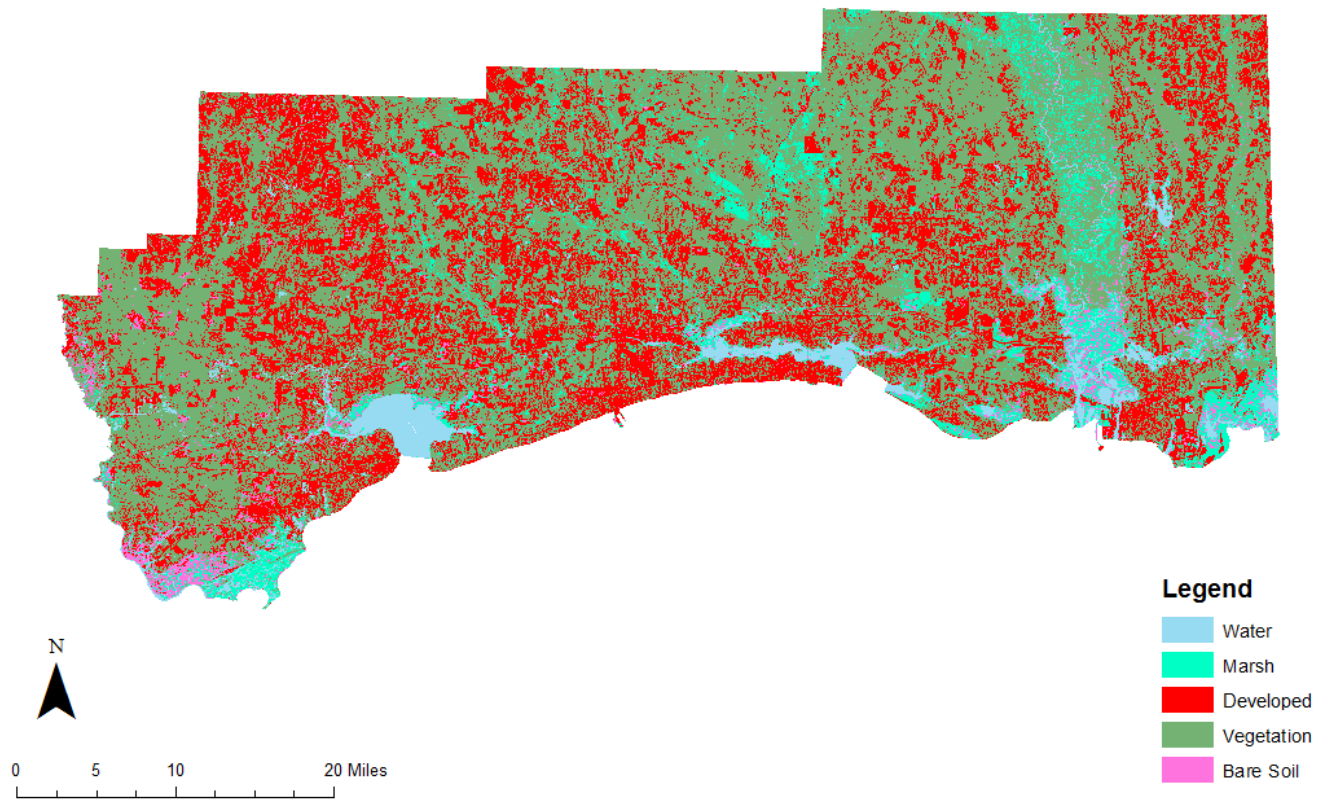 Legend
Water
Marsh
Developed
Vegetation
Bare Soil
N
0 5 10 20 Miles